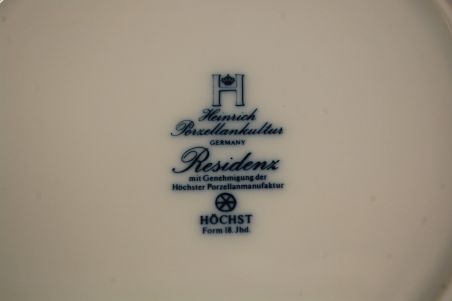 H
Heinrich
Porzellankultur
GERMANY
Residenz
mit Genehmigung der
Höchster Porzellanmanufaktur
HÖCHST
Form 18. Jhd.